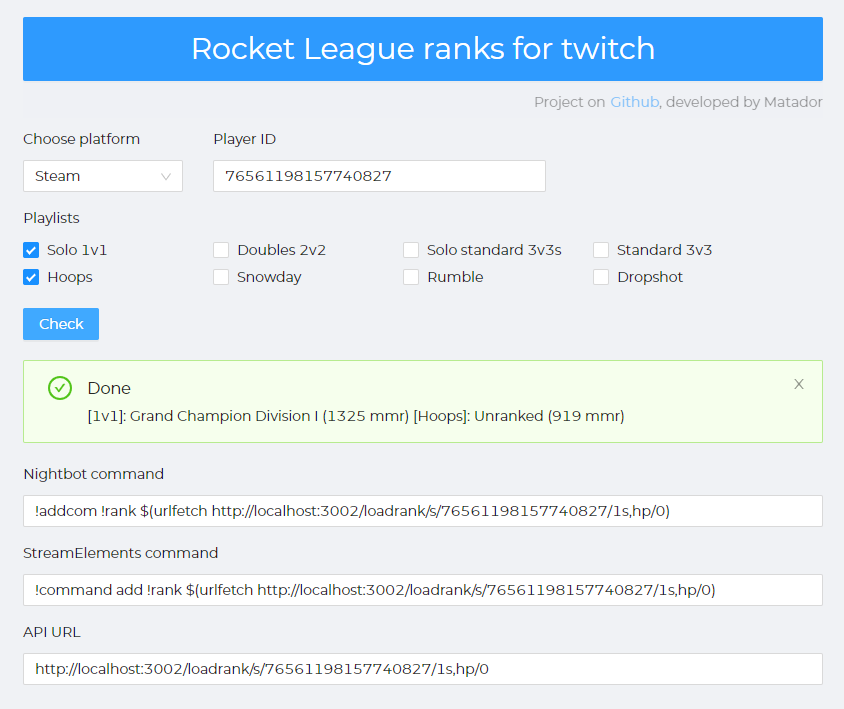 Rocket League ranks for twitch
Project on Github, developed by Matador
Choose platform Player ID
Steam 76561198157740827
Playlists
Solo 1v1 Doubles 2v2 Solo standard 3v3s Standard 3v3
Hoops Snowday Rumble Dropshot
Check
Done
[1v1]: Grand Champion Division I (1325 mmr) [Hoops]: Unranked (919 mmr)
Nightbot command
!addcom !rank $(urlfetch http://localhost:3002/loadrank/s/76561198157740827/1s,hp/0)
StreamElements command
!command add !rank $(urlfetch http://localhost:3002/loadrank/s/76561198157740827/1s,hp/0)
API URL
http://localhost:3002/loadrank/s/76561198157740827/1s,hp/0